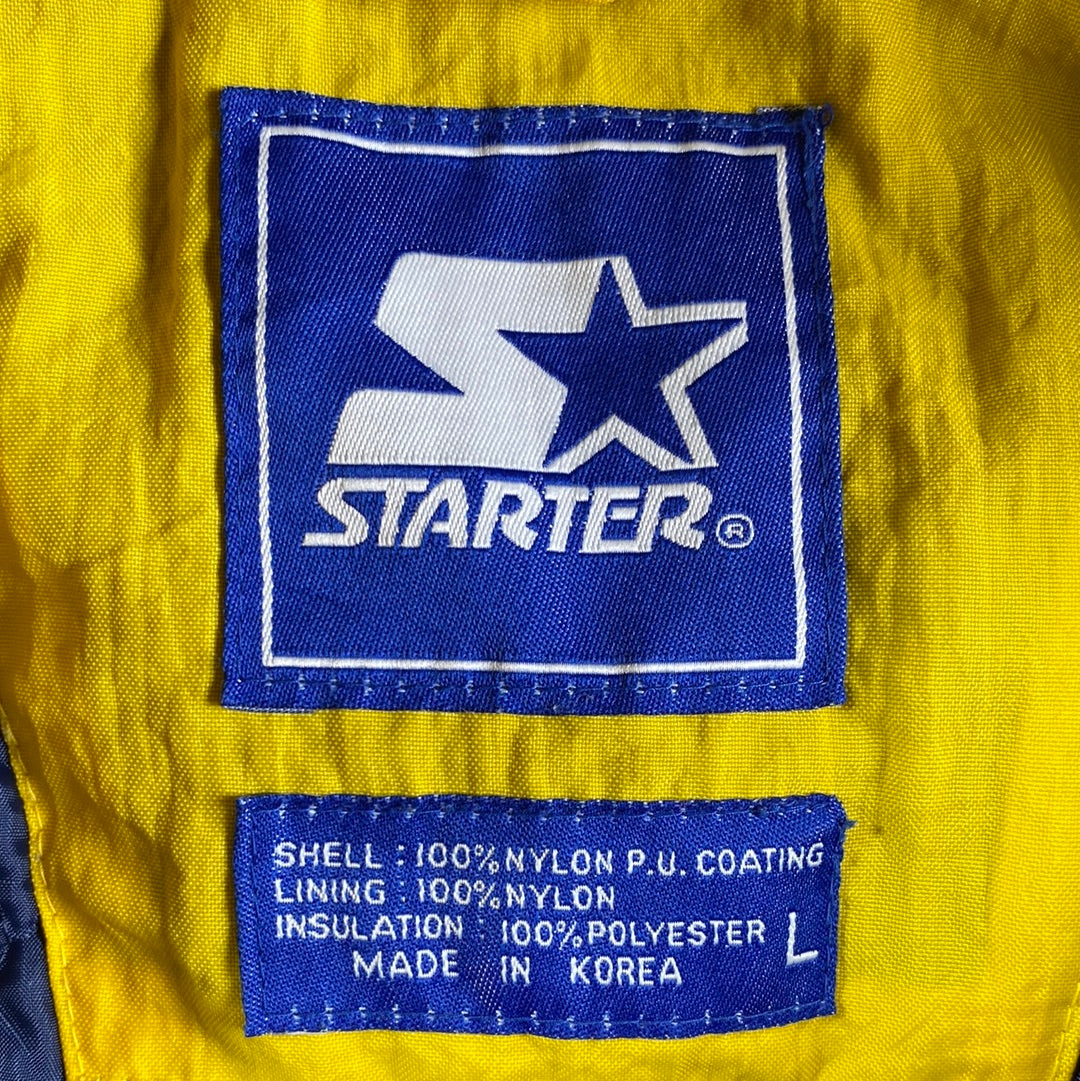 STARTER®
SHELL : 100% NYLON P.U. COATING
LINING : 100% NYLON
INSULATION : 100% POLYESTER L
MADE IN KOREA